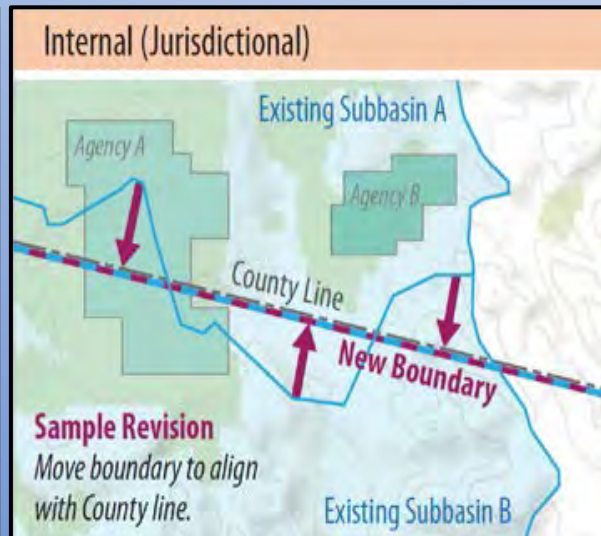 Internal (Jurisdictional)
Existing Subbasin A
Agency A
Agency B
County Line
New Boundary
Sample Revision
Move boundary to align
with County line.
Existing Subbasin B